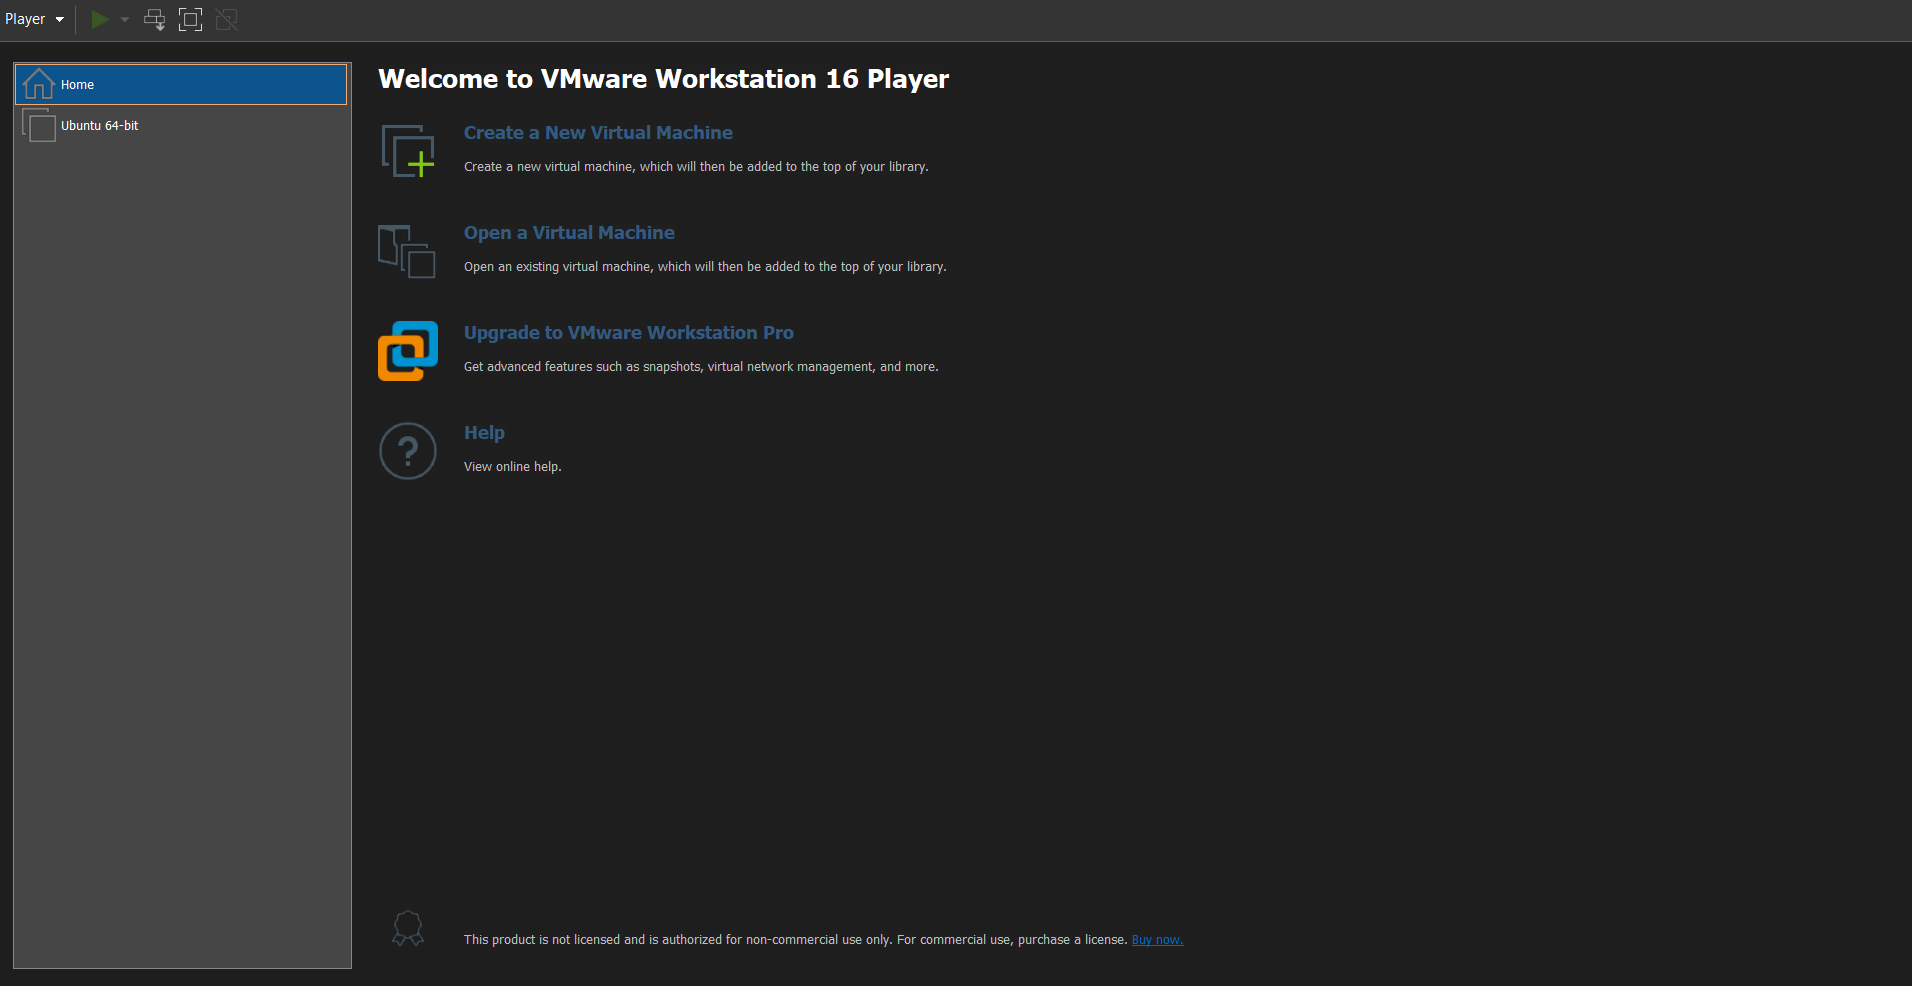 Player
Home
Ubuntu 64-bit
Welcome to VMware Workstation 16 Player
Create a New Virtual Machine
Create a new virtual machine, which will then be added to the top of your library.
Open a Virtual Machine
Open an existing virtual machine, which will then be added to the top of your library.
Upgrade to VMware Workstation Pro
Get advanced features such as snapshots, virtual network management, and more.
?
Help
View online help.
This product is not licensed and is authorized for non-commercial use only. For commercial use, purchase a license. Buy now.